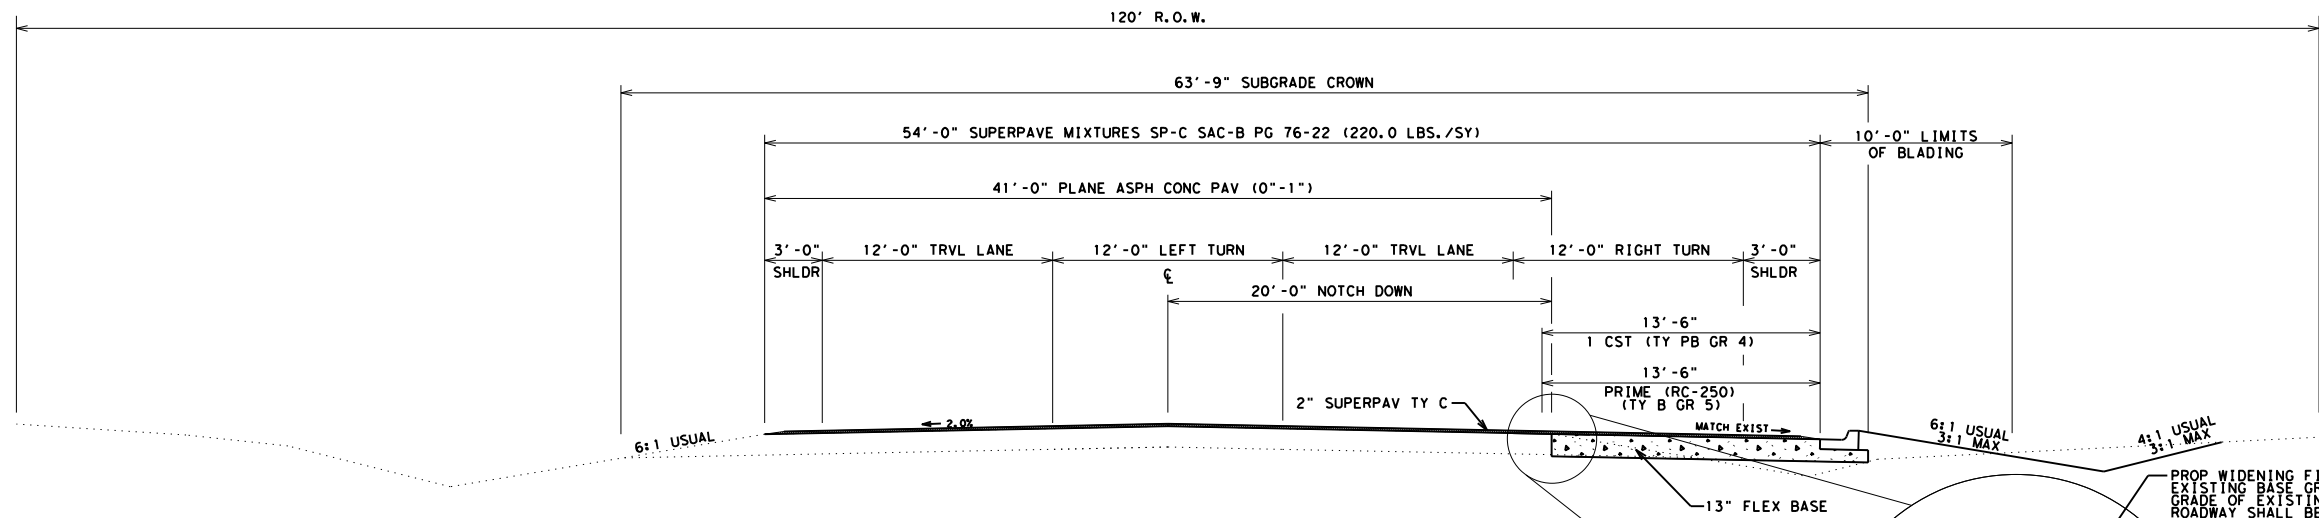 120' R.O.W.
63'-9" SUBGRADE CROWN
54'-0" SUPERPAVE MIXTURES SP-C SAC-B PG 76-22 (220.0 LBS./SY)
10'-0" LIMITS
OF BLADING
41'-0" PLANE ASPH CONC PAV (0"-1")
3'-0"
SHLDR
12'-0" TRVL LANE
12'-0" LEFT TURN
12'-0" TRVL LANE
12'-0" RIGHT TURN
3'-0"
SHLDR
℄
20'-0" NOTCH DOWN
13'-6"
1 CST (TY PB GR 4)
13'-6"
PRIME (RC-250)
(TY B GR 5)
2" SUPERPAV TY C
2.0%
MATCH EXIST
6:1 USUAL
6:1 USUAL
3:1 MAX
4:1 USUAL
3:1 MAX
13" FLEX BASE
PROP WIDENING
EXISTING BASE
GRADE OF
ROADWAY SHALL